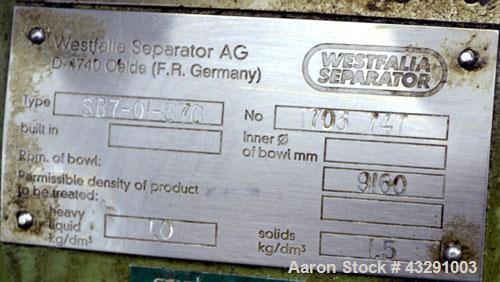 Westfalia Separator AG
D-4740 Oelde (F.R. Germany)
WESTFALIA
SEPARATOR
Type SB7-01-576 No 1703 747
built in Inner Ø
of bowl mm
Rpm. of bowl: 9160
Permissible density of product
to be treated:
heavy
liquid 1.0 solids 1.5
kg/dm³ kg/dm³
Aaron Stock # 43291003